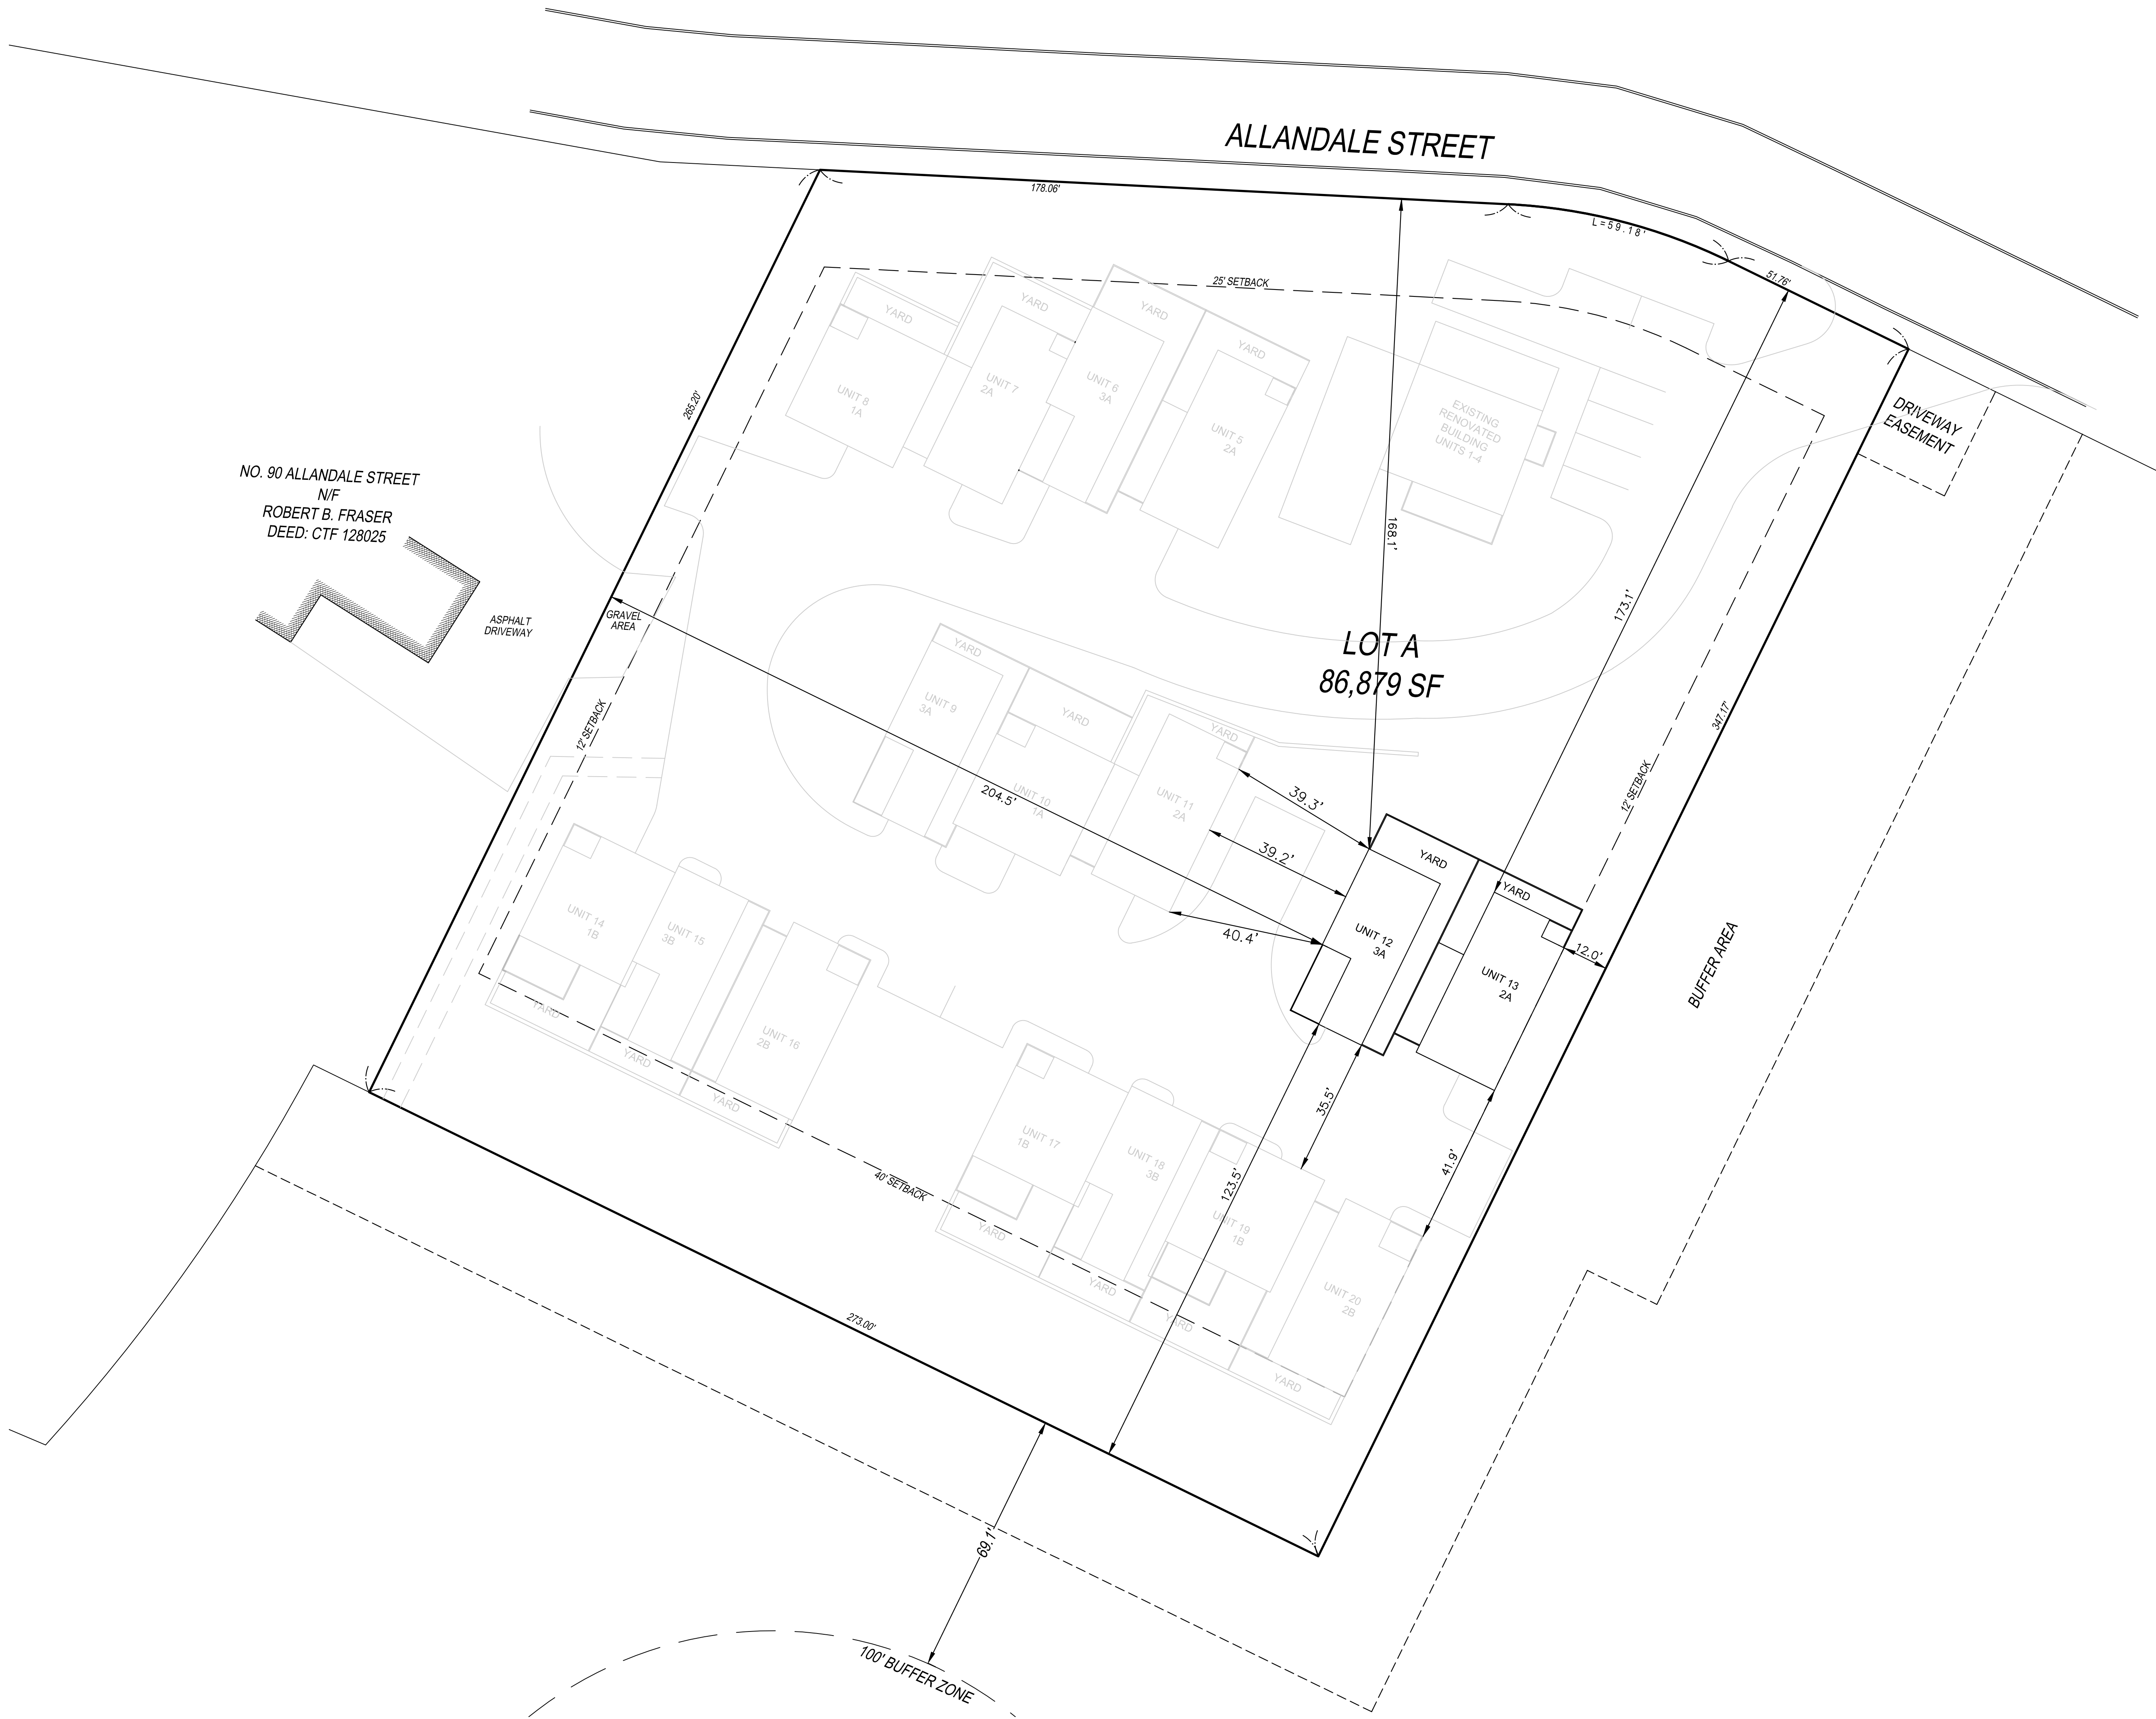 ALLANDALE STREET
178.06'
L=59.18'
51.76'
25' SETBACK
YARD
YARD
YARD
YARD
UNIT 8
1A
UNIT 7
2A
UNIT 6
3A
UNIT 5
2A
EXISTING
RENOVATED
BUILDING
UNITS 1-4
DRIVEWAY
EASEMENT
265.20'
NO. 90 ALLANDALE STREET
N/F
ROBERT B. FRASER
DEED: CTF 128025
ASPHALT
DRIVEWAY
GRAVEL
AREA
168.1'
173.1'
LOT A
86,879 SF
347.17'
12' SETBACK
12' SETBACK
YARD
YARD
YARD
UNIT 9
3A
UNIT 10
1A
UNIT 11
2A
204.5'
39.3'
39.2'
40.4'
YARD
YARD
UNIT 12
3A
UNIT 13
2A
12.0'
BUFFER AREA
UNIT 14
1B
UNIT 15
3B
UNIT 16
2B
YARD
YARD
YARD
35.5'
41.9'
123.5'
UNIT 17
1B
UNIT 18
3B
UNIT 19
1B
UNIT 20
2B
YARD
YARD
YARD
YARD
40' SETBACK
273.00'
69.1'
100' BUFFER ZONE